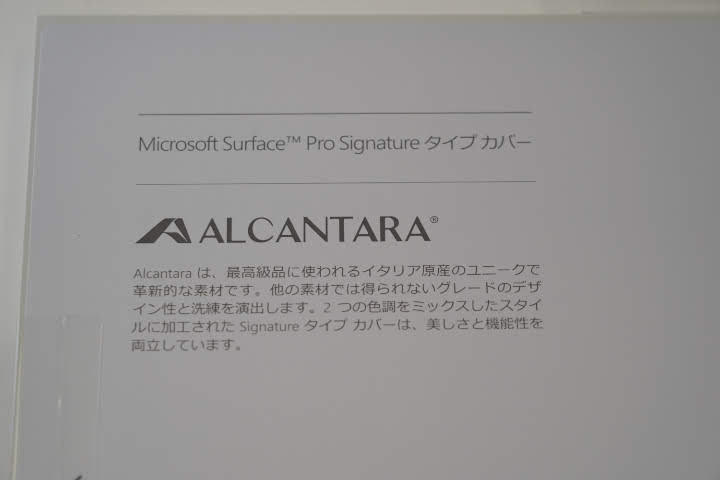 Microsoft Surface™ Pro Signature タイプ カバー
ALCANTARA®
Alcantara は、最高級品に使われるイタリア原産のユニークで
革新的な素材です。他の素材では得られないグレードのデザ
イン性と洗練を演出します。2 つの色調をミックスしたスタイ
ルに加工された Signature タイプ カバーは、美しさと機能性を
両立しています。